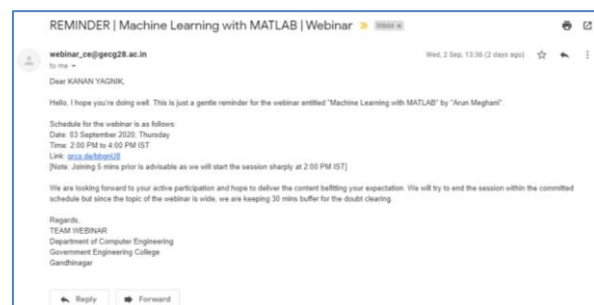 REMINDER | Machine Learning with MATLAB | Webinar
Inbox x
webinar_ce@gecg28.ac.in
Wed, 2 Sep, 13:36 (2 days ago)
to me
Dear KANAN YAGNIK,
Hello, I hope you're doing well. This is just a gentle reminder for the webinar entitled "Machine Learning with MATLAB" by "Arun Meghani".
Schedule for the webinar is as follows:
Date: 03 September 2020, Thursday
Time: 2:00 PM to 4:00 PM IST
Link:
[Note: Joining 5 mins prior is advisable as we will start the session sharply at 2:00 PM IST]
We are looking forward to your active participation and hope to deliver the content befitting your expectation. We will try to end the session within the committed
schedule but since the topic of the webinar is wide, we are keeping 30 mins buffer for the doubt clearing.
Regards,
TEAM WEBINAR
Department of Computer Engineering
Government Engineering College
Gandhinagar
Reply Forward